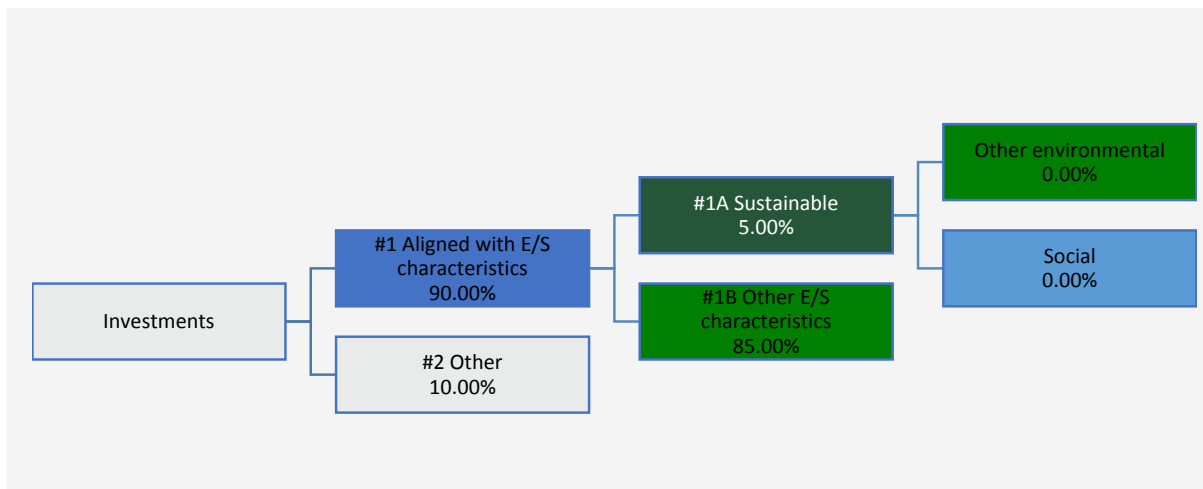 Investments
#1 Aligned with E/S
characteristics
90.00%
#2 Other
10.00%
#1A Sustainable
5.00%
#1B Other E/S
characteristics
85.00%
Other environmental
0.00%
Social
0.00%